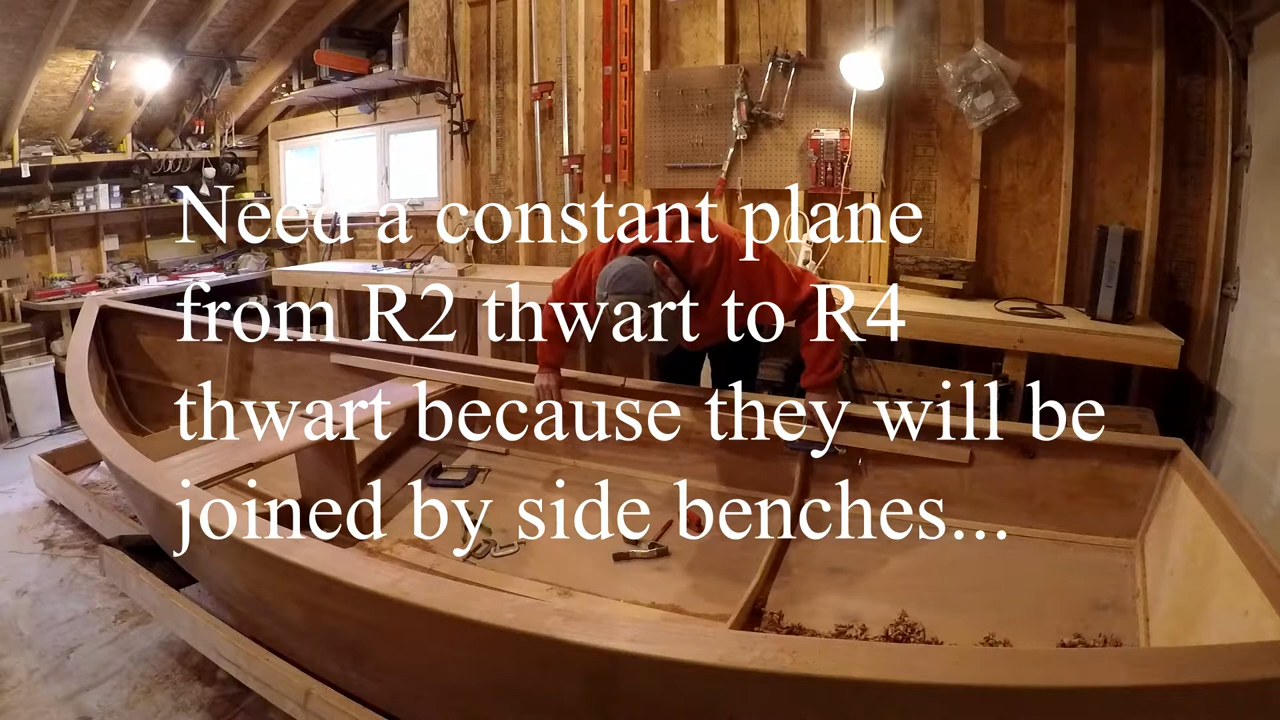 Need a constant plane
from R2 thwart to R4
thwart because they will be
joined by side benches...